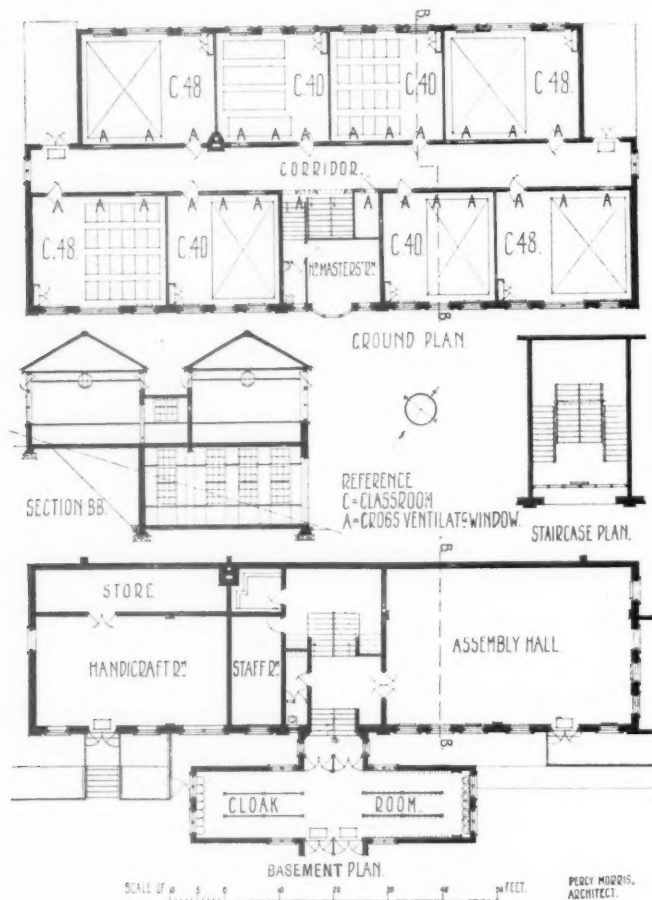 B
C.48 C.40 C.40 C.48.
A A A A A A A A A A A A
CORRIDOR.
A A A A A A A A A A A A A A
C.48. C.40 Hᴰ MASTERS' Rᴹ C.40 C.48.
B
GROUND PLAN.
SECTION BB.
REFERENCE
C=CLASSROOM
A=CROSS VENTILATᴳ WINDOW.
STAIRCASE PLAN.
B
STORE
HANDICRAFT Rᴹ STAFF Rᴹ ASSEMBLY HALL
B
CLOAK ROOM.
BASEMENT PLAN.
SCALE OF 10 5 0 10 20 30 40 50 FEET.
PERCY MORRIS,
ARCHITECT.